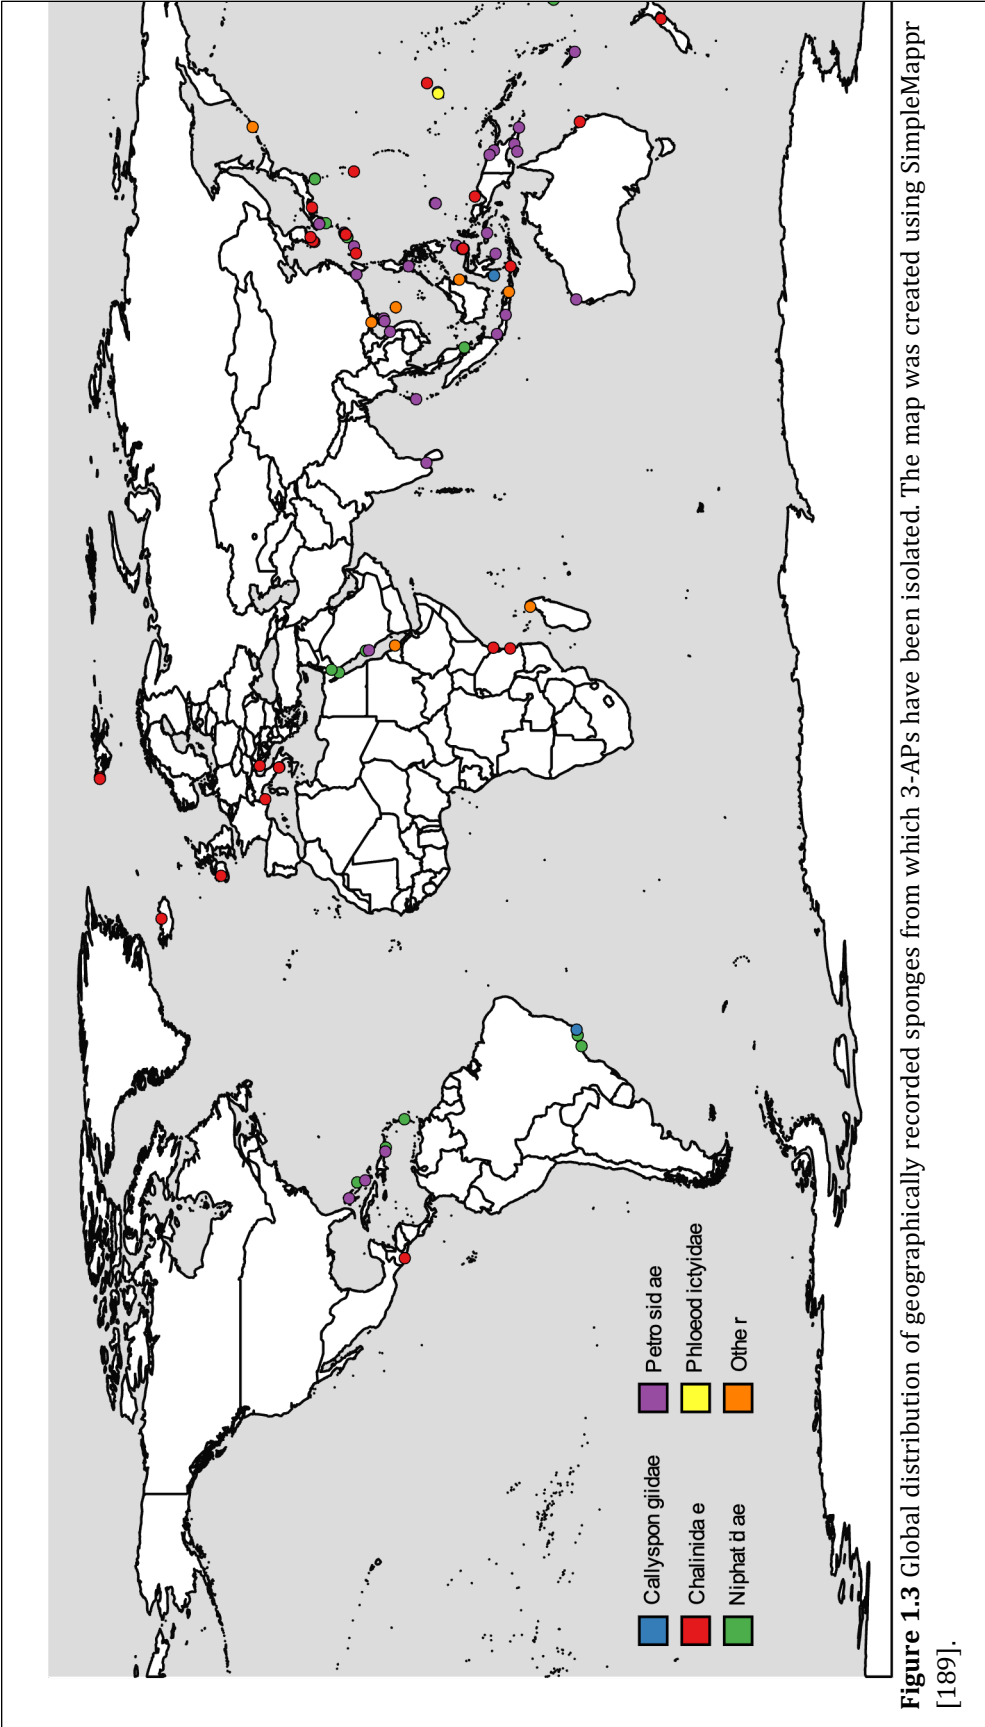 Callyspon giidae
Chalinida e
Niphat id ae
Petro sid ae
Phloeod ictyidae
Othe r
Figure 1.3 Global distribution of geographically recorded sponges from which 3-APs have been isolated. The map was created using SimpleMappr
[189].